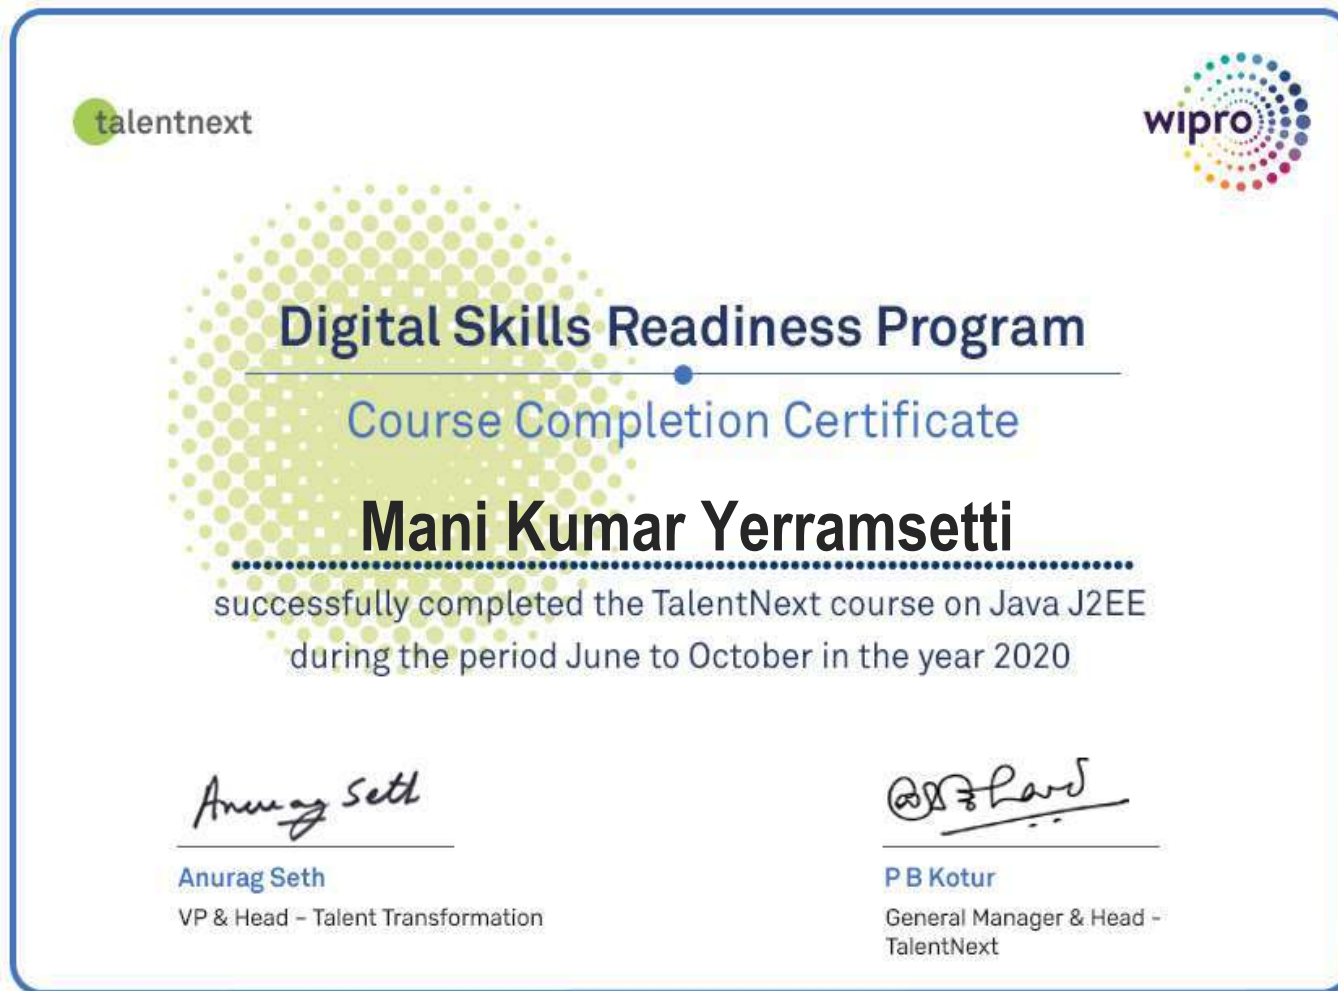 talentnext
wipro
Digital Skills Readiness Program
Course Completion Certificate
Mani Kumar Yerramsetti
successfully completed the TalentNext course on Java J2EE
during the period June to October in the year 2020
Anurag Seth
Anurag Seth
VP & Head – Talent Transformation
P B Kotur
General Manager & Head -
TalentNext